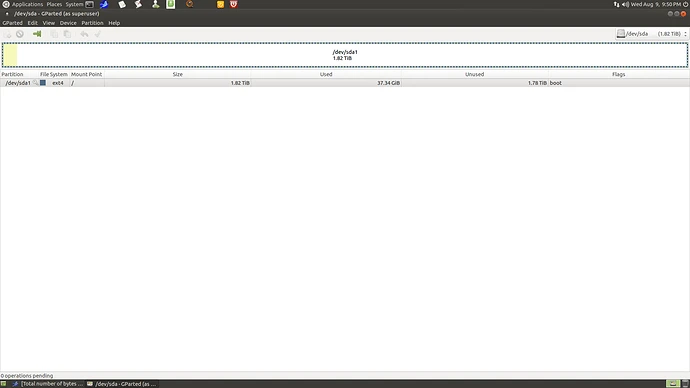 Applications Places System
Wed Aug 9, 9:50 PM
/dev/sda - GParted (as superuser)
GParted Edit View Device Partition Help
/dev/sda (1.82 TiB)
/dev/sda1
1.82 TiB
Partition File System Mount Point Size Used Unused Flags
/dev/sda1 ext4 / 1.82 TiB 37.34 GiB 1.78 TiB boot
0 operations pending
[Total number of bytes ... /dev/sda - GParted (as ...